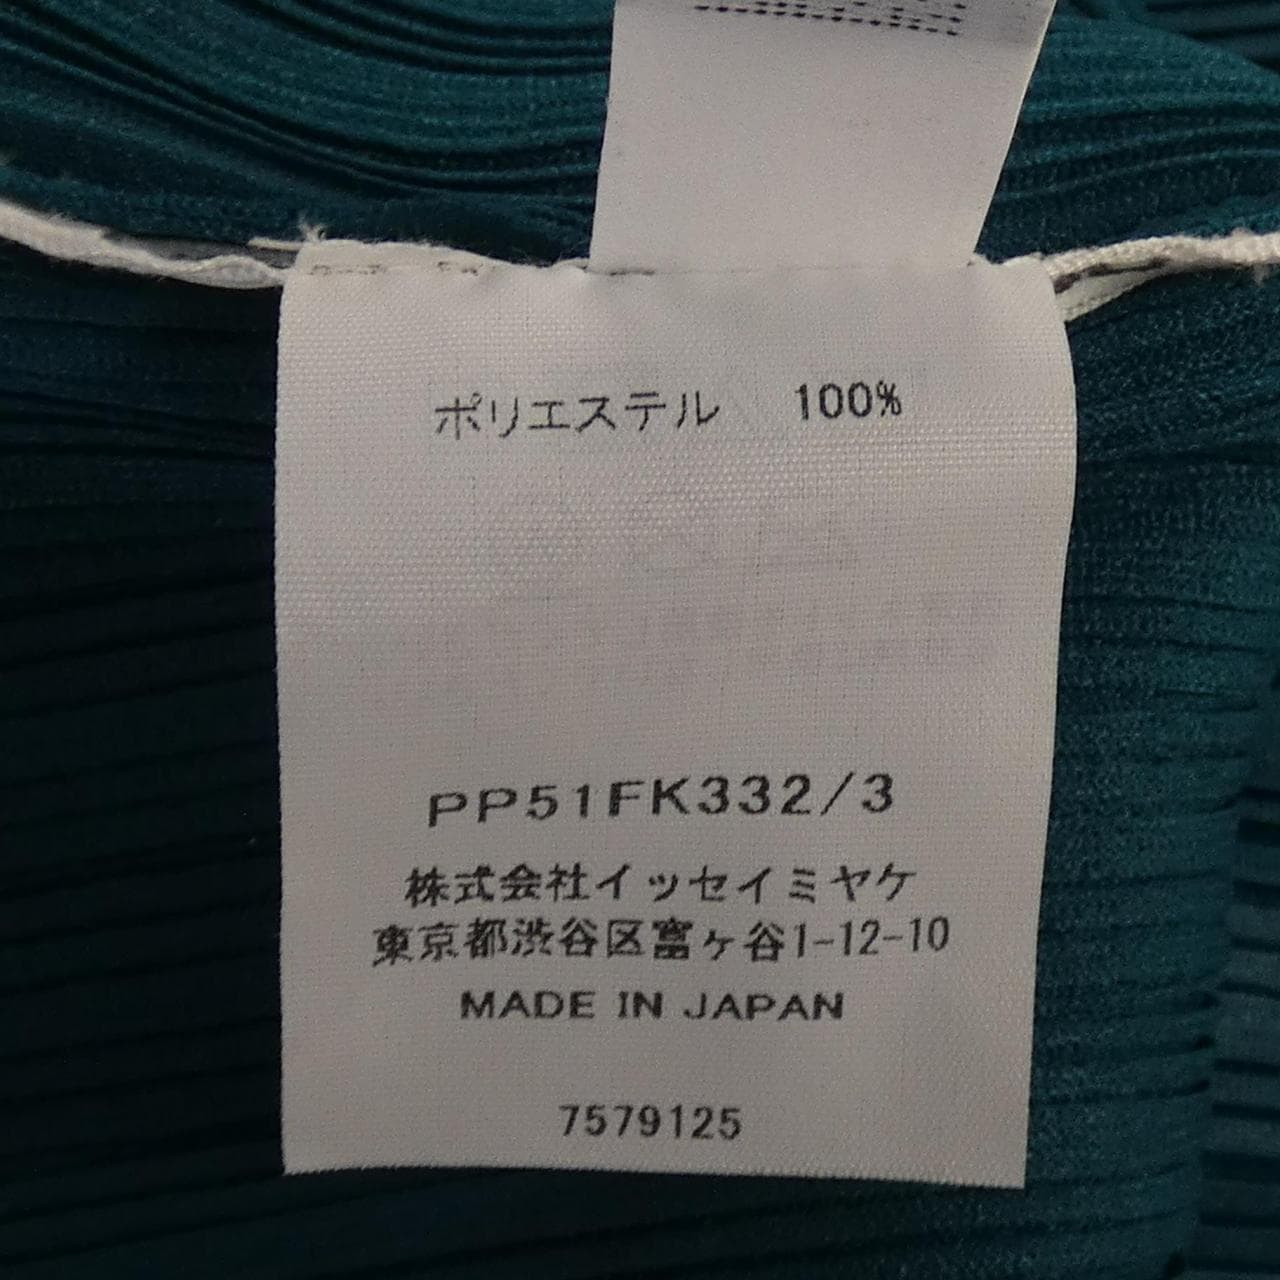 ポリエステル 100%
PP51FK332/3
株式会社イッセイミヤケ
東京都渋谷区富ヶ谷1-12-10
MADE IN JAPAN
7579125